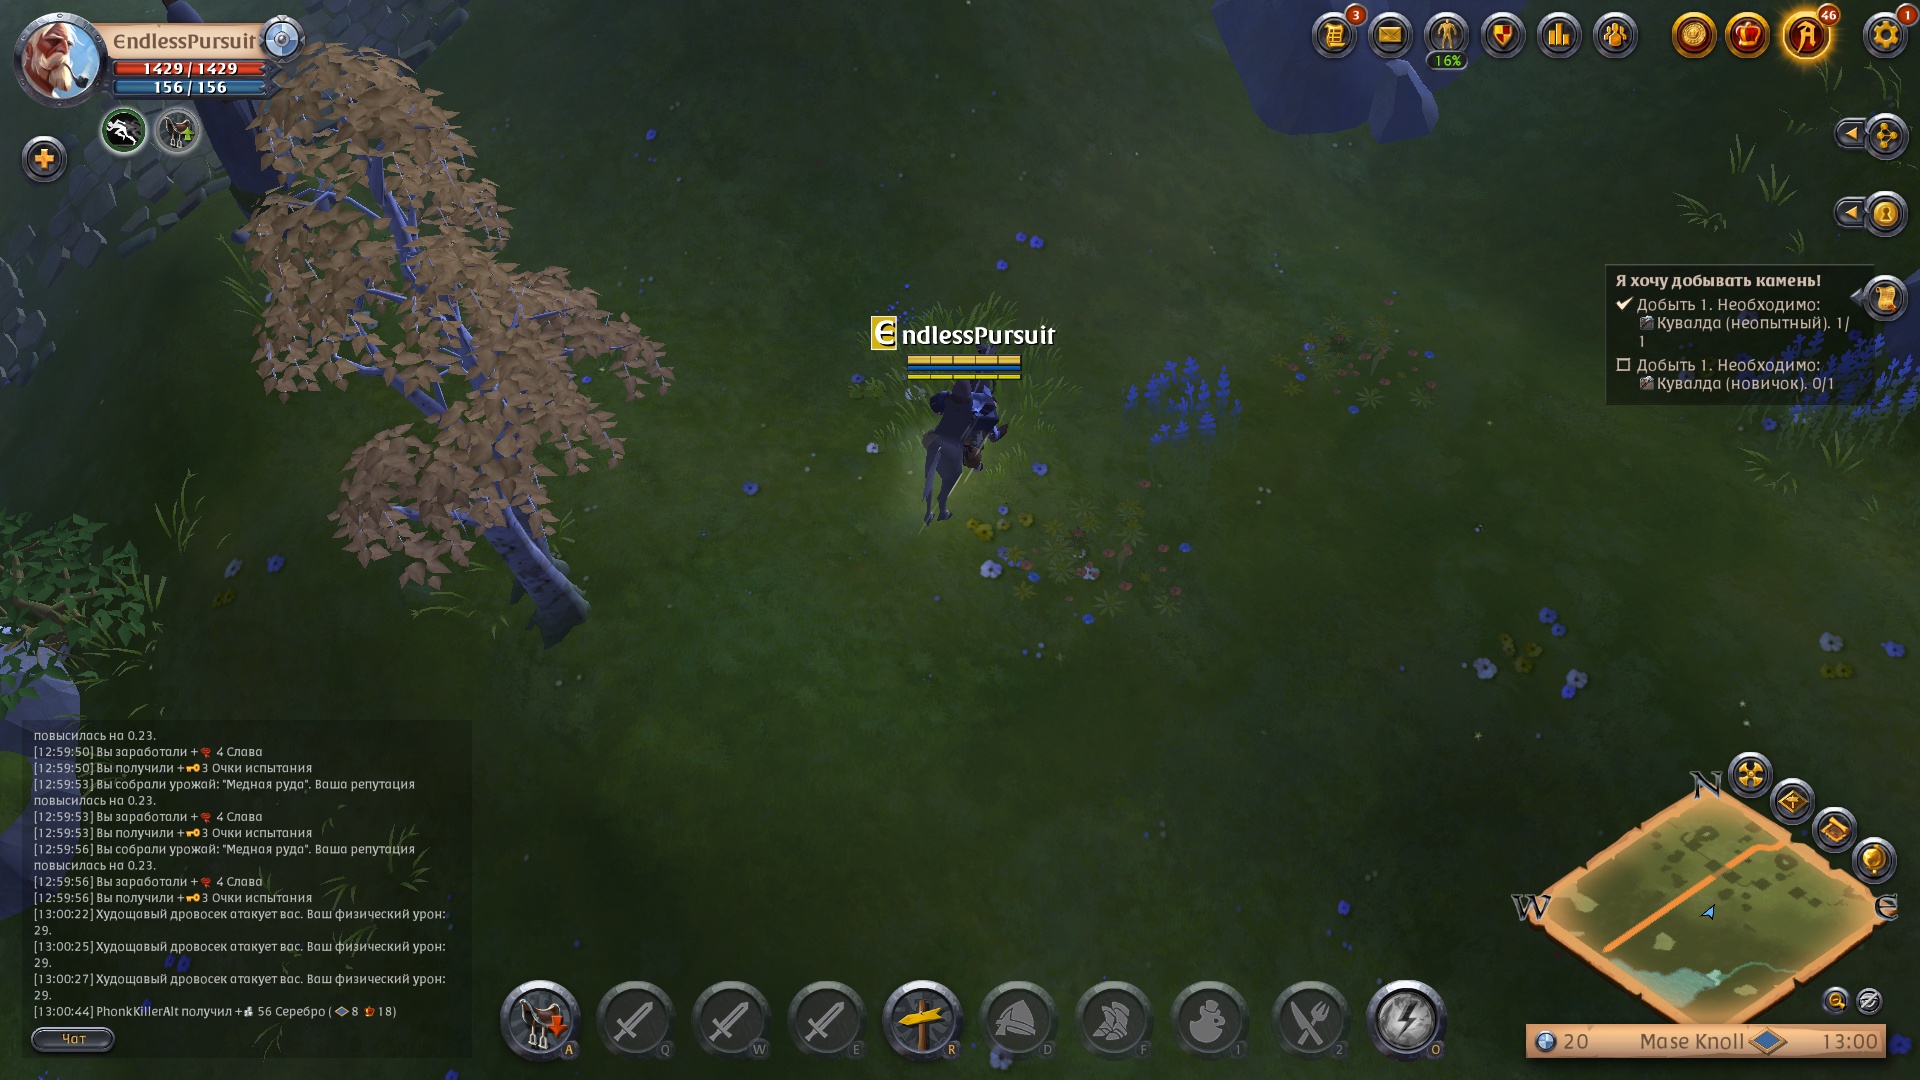 EndlessPursuit
1429 / 1429
156 / 156
3
16%
46
1
Я хочу добывать камень!
Добыть 1. Необходимо:
Кувалда (неопытный). 1/
1
Добыть 1. Необходимо:
Кувалда (новичок). 0/1
EndlessPursuit
повысилась на 0.23.
[12:59:50] Вы заработали + 4 Слава
[12:59:50] Вы получили + 3 Очки испытания
[12:59:53] Вы собрали урожай: "Медная руда". Ваша репутация
повысилась на 0.23.
[12:59:53] Вы заработали + 4 Слава
[12:59:53] Вы получили + 3 Очки испытания
[12:59:56] Вы собрали урожай: "Медная руда". Ваша репутация
повысилась на 0.23.
[12:59:56] Вы заработали + 4 Слава
[12:59:56] Вы получили + 3 Очки испытания
[13:00:22] Худощавый дровосек атакует вас. Ваш физический урон:
29.
[13:00:25] Худощавый дровосек атакует вас. Ваш физический урон:
29.
[13:00:27] Худощавый дровосек атакует вас. Ваш физический урон:
29.
[13:00:44] PhonkKillerAlt получил + 56 Серебро ( 8 18)
Чат
A Q W E R D F 1 2 O
N
W E
20 Mase Knoll 13:00